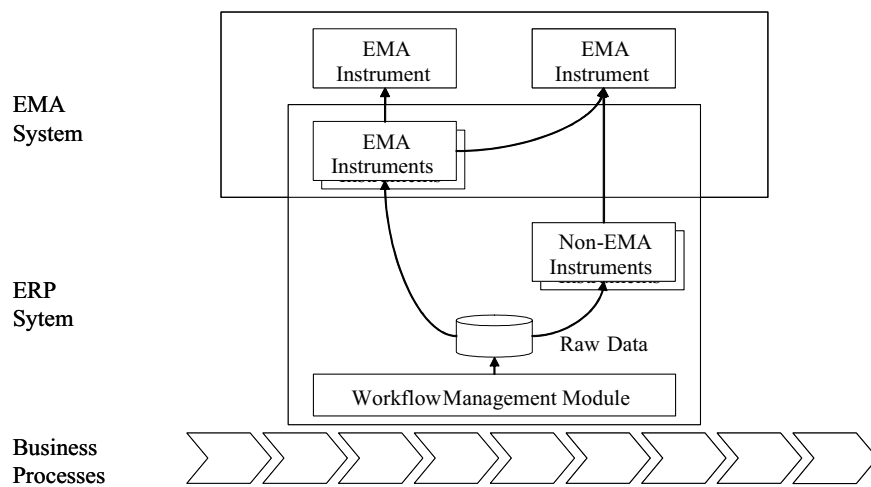 EMA
Instrument
EMA
Instrument
EMA
System
EMA
Instruments
Non-EMA
Instruments
ERP
Sytem
Raw Data
WorkflowManagement Module
Business
Processes